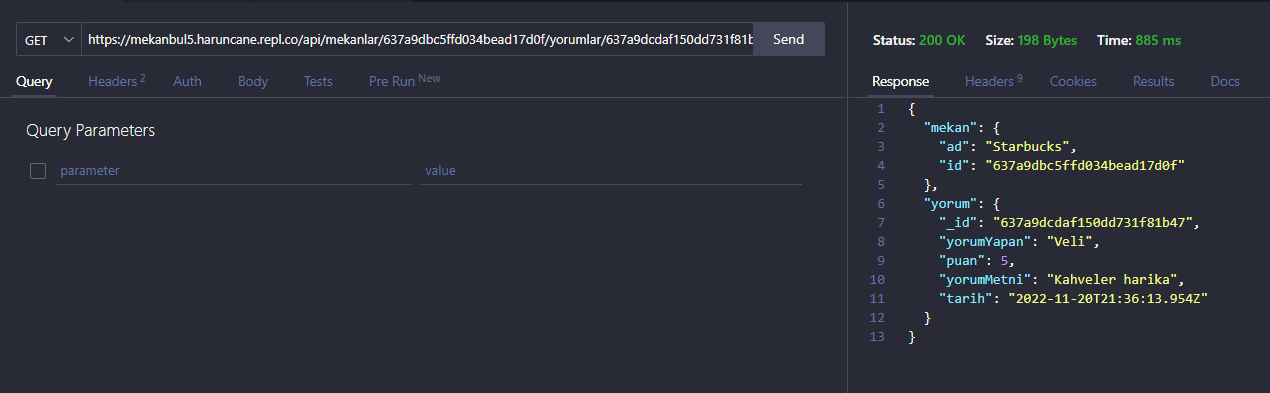 GET https://mekanbul5.haruncane.repl.co/api/mekanlar/637a9dbc5ffd034bead17d0f/yorumlar/637a9dcdaf150dd731f81b Send
Query Headers 2 Auth Body Tests Pre Run New
Query Parameters
parameter value
Status: 200 OK Size: 198 Bytes Time: 885 ms
Response Headers 9 Cookies Results Docs
1 {
2 "mekan": {
3 "ad": "Starbucks",
4 "id": "637a9dbc5ffd034bead17d0f"
5 },
6 "yorum": {
7 "_id": "637a9dcdaf150dd731f81b47",
8 "yorumYapan": "Veli",
9 "puan": 5,
10 "yorumMetni": "Kahveler harika",
11 "tarih": "2022-11-20T21:36:13.954Z"
12 }
13 }